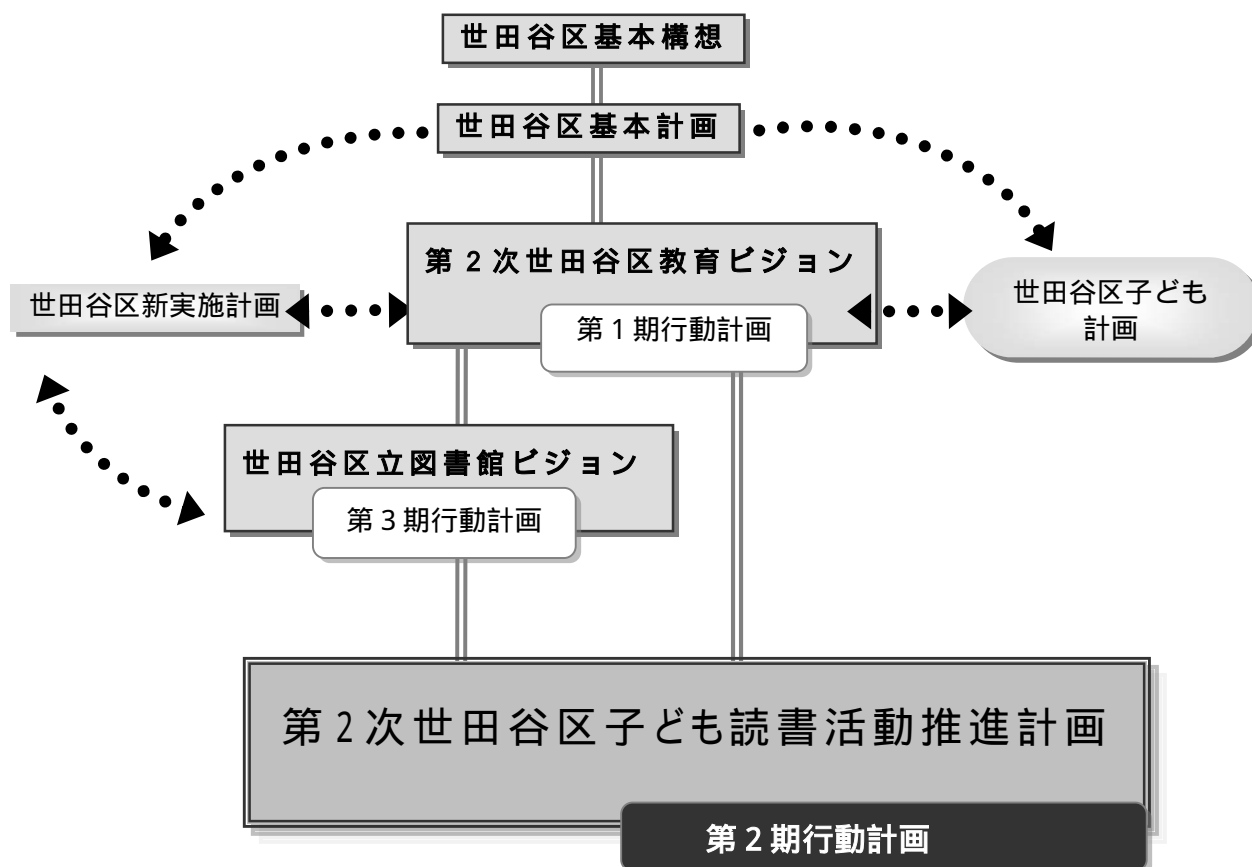 世田谷区基本構想
世田谷区基本計画
第２次世田谷区教育ビジョン
世田谷区新実施計画
世田谷区子ども
計画
第１期行動計画
世田谷区立図書館ビジョン
第３期行動計画
第２次世田谷区子ども読書活動推進計画
第２期行動計画